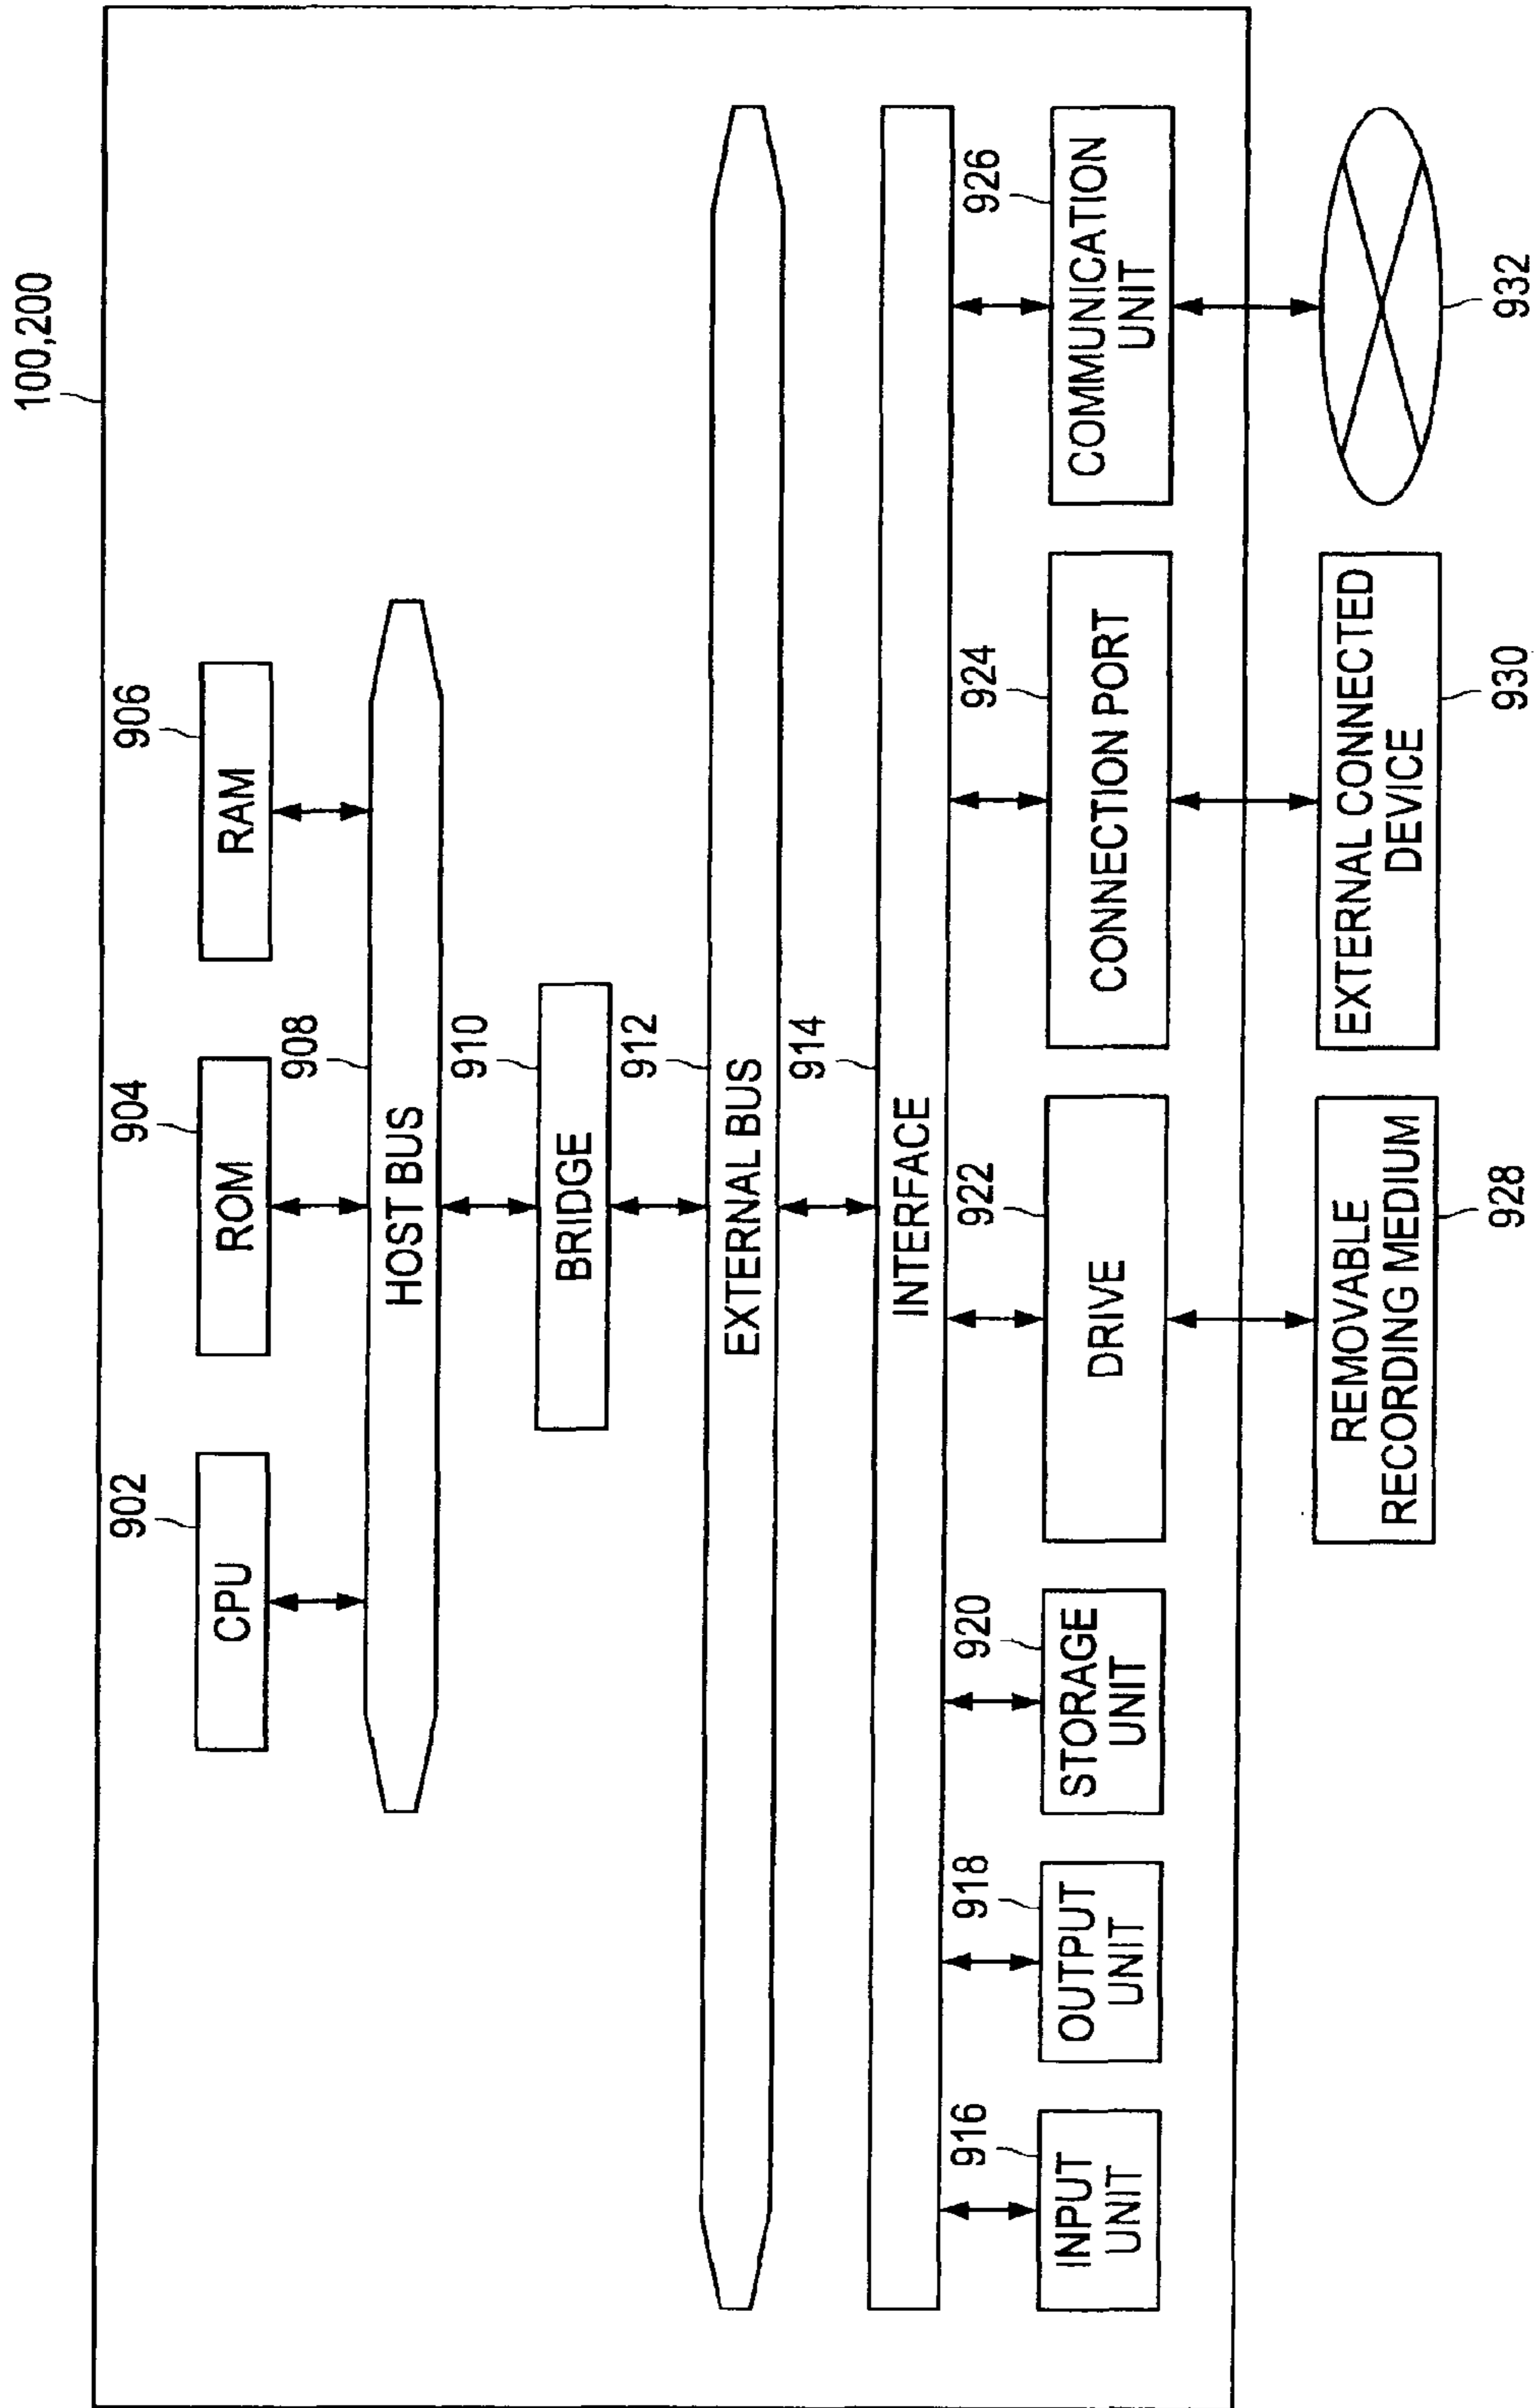 100,200
902
904
906
CPU
ROM
RAM
908
HOST BUS
910
BRIDGE
912
EXTERNAL BUS
914
INTERFACE
916
918
920
922
924
926
INPUT
UNIT
OUTPUT
UNIT
STORAGE
UNIT
DRIVE
CONNECTION PORT
COMMUNICATION
UNIT
REMOVABLE
RECORDING MEDIUM
EXTERNAL CONNECTED
DEVICE
928
930
932